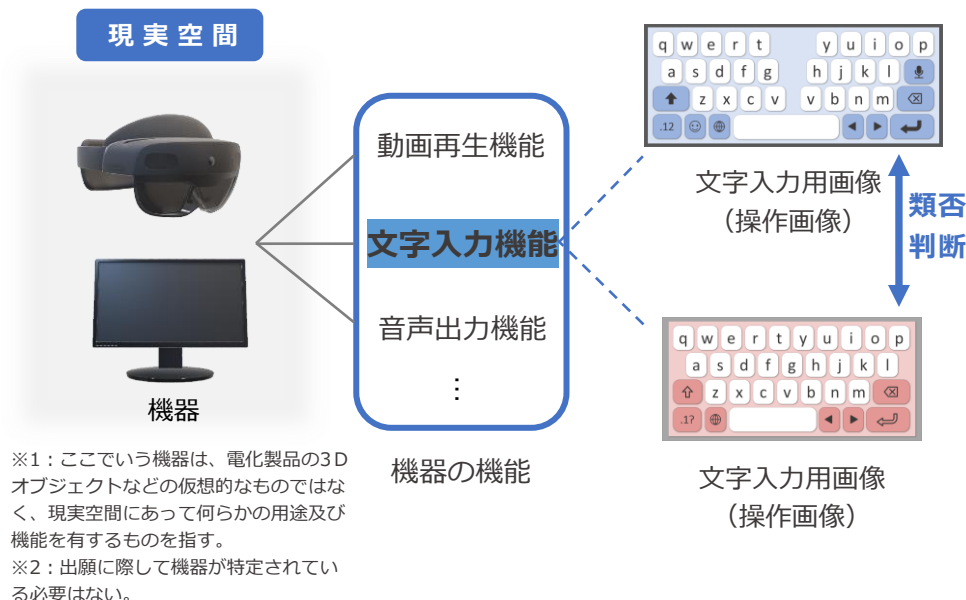 現実空間
機器
※1：ここでいう機器は、電化製品の3D
オブジェクトなどの仮想的なものではな
く、現実空間にあって何らかの用途及び
機能を有するものを指す。
※2：出願に際して機器が特定されてい
る必要はない。
動画再生機能
文字入力機能
音声出力機能
⋮
機器の機能
q w e r t y u i o p
a s d f g h j k l
z x c v v b n m
.12
文字入力用画像
（操作画像）
類否
判断
q w e r t y u i o p
a s d f g h j k l
z x c v b n m
.1?
文字入力用画像
（操作画像）